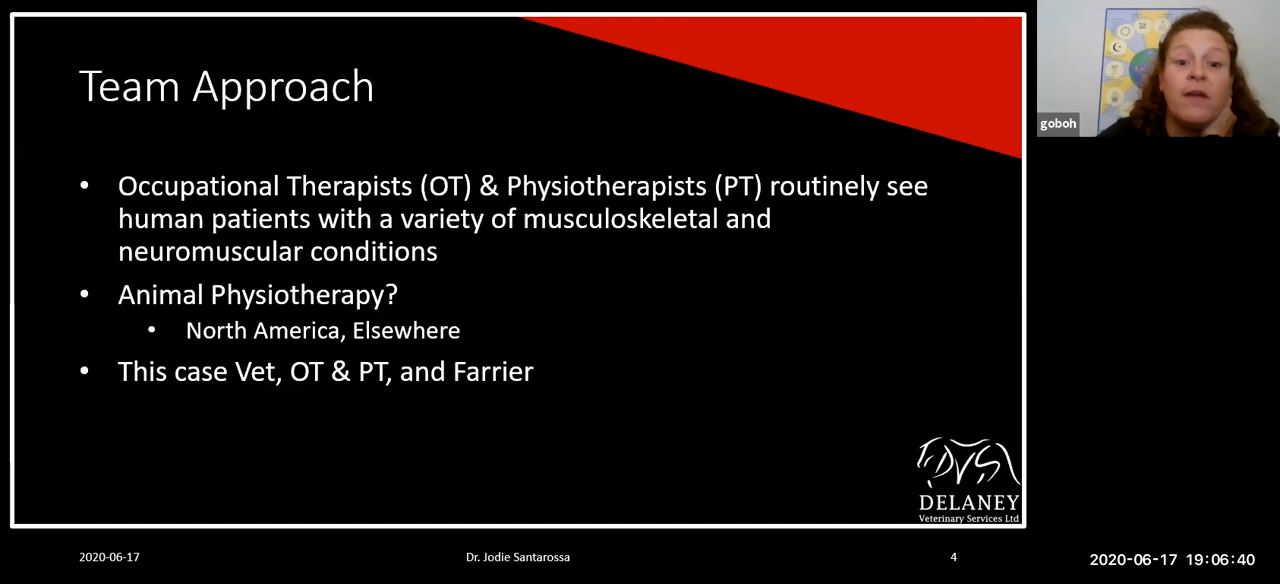 Team Approach
goboh
• Occupational Therapists (OT) & Physiotherapists (PT) routinely see
human patients with a variety of musculoskeletal and
neuromuscular conditions
• Animal Physiotherapy?
• North America, Elsewhere
• This case Vet, OT & PT, and Farrier
DVS
DELANEY
Veterinary Services Ltd
2020-06-17
Dr. Jodie Santarossa
4
2020-06-17 19:06:40